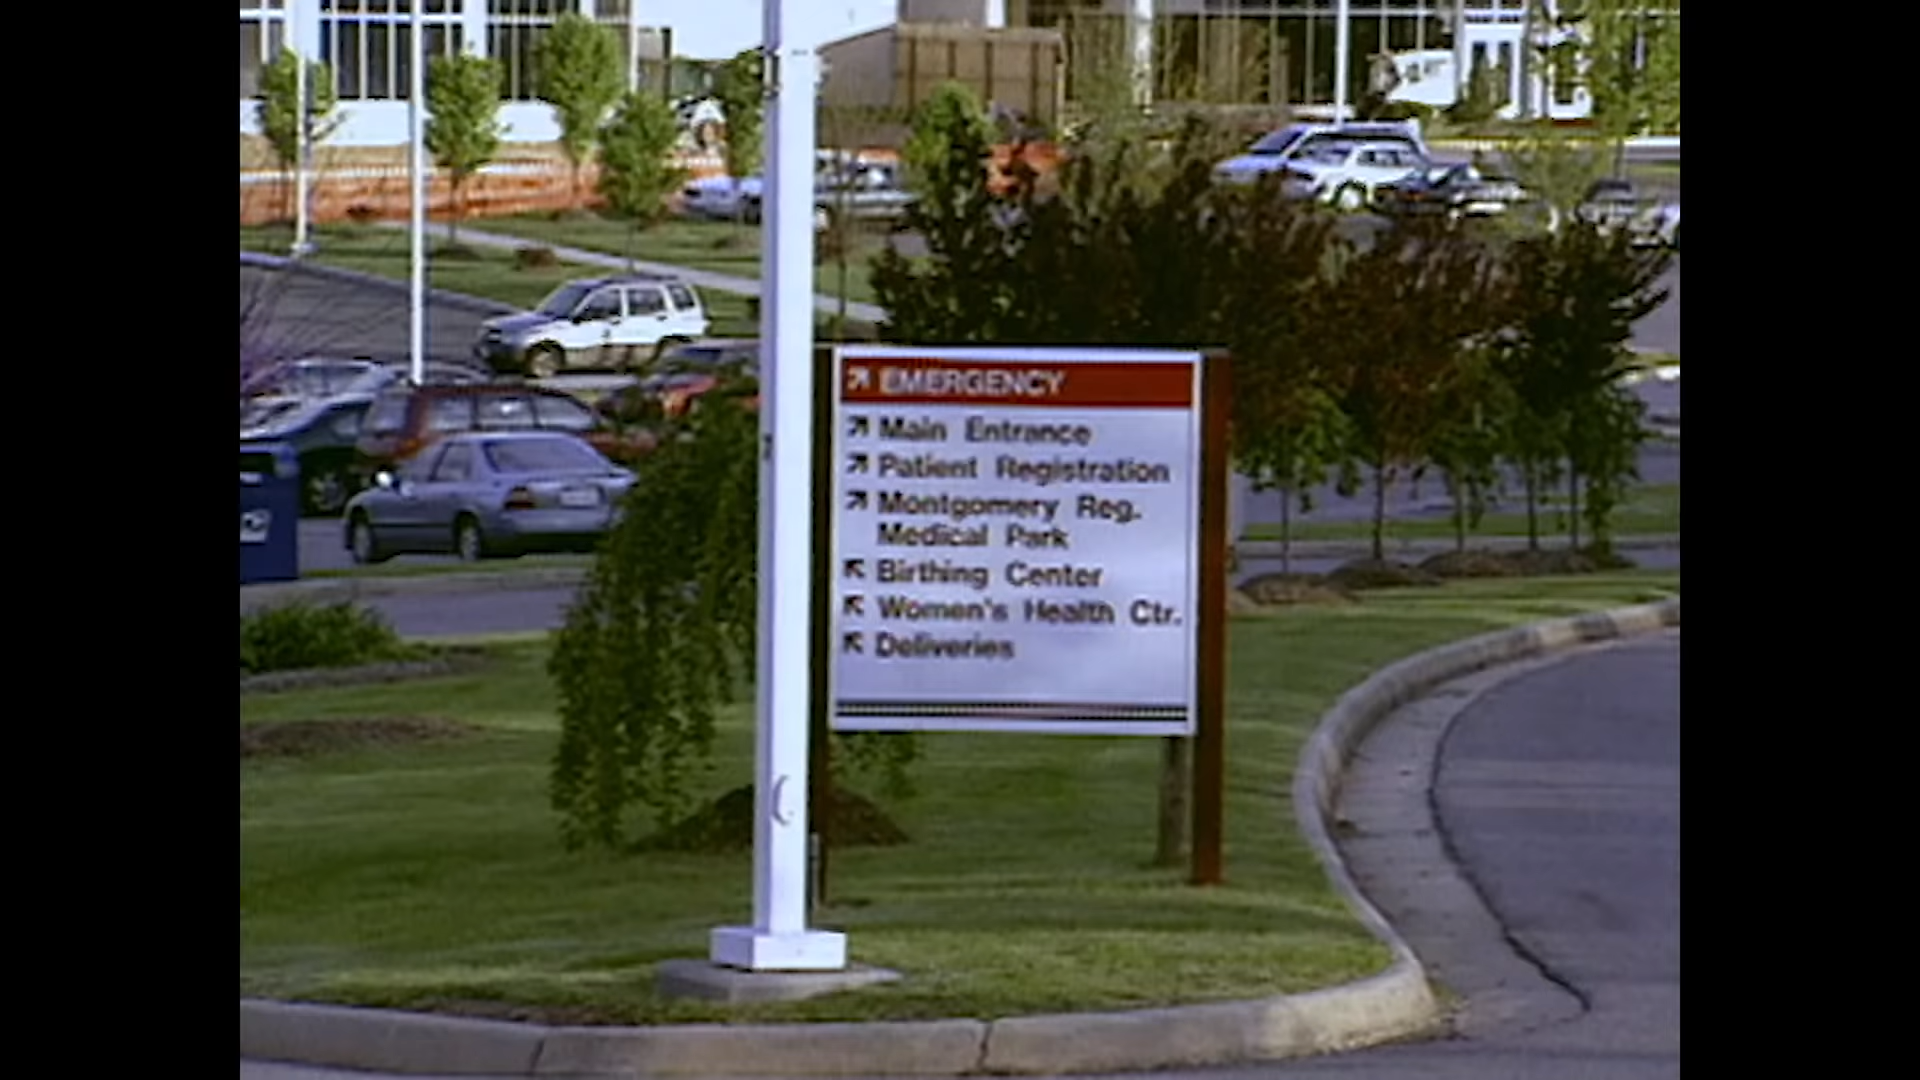 EMERGENCY
Main Entrance
Patient Registration
Montgomery Reg.
Medical Park
Birthing Center
Women's Health Ctr.
Deliveries